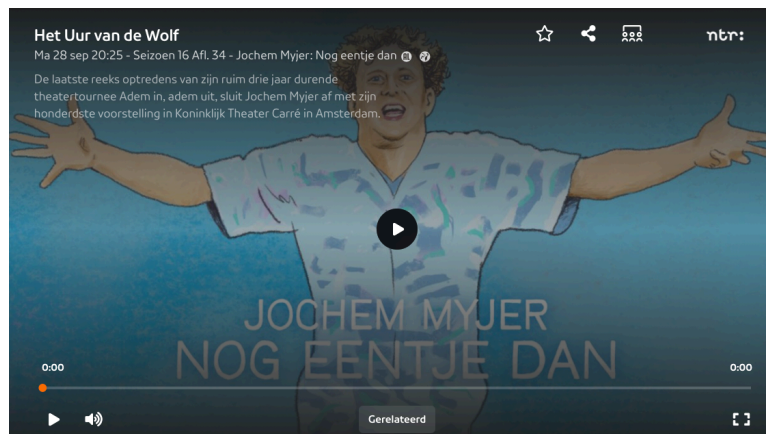 Het Uur van de Wolf
Ma 28 sep 20:25 - Seizoen 16 Afl. 34 - Jochem Myjer: Nog eentje dan
De laatste reeks optredens van zijn ruim drie jaar durende
theatertournee Adem in, adem uit, sluit Jochem Myjer af met zijn
honderdste voorstelling in Koninklijk Theater Carré in Amsterdam.
ntr:
JOCHEM MYJER
NOG EENTJE DAN
0:00
0:00
Gerelateerd